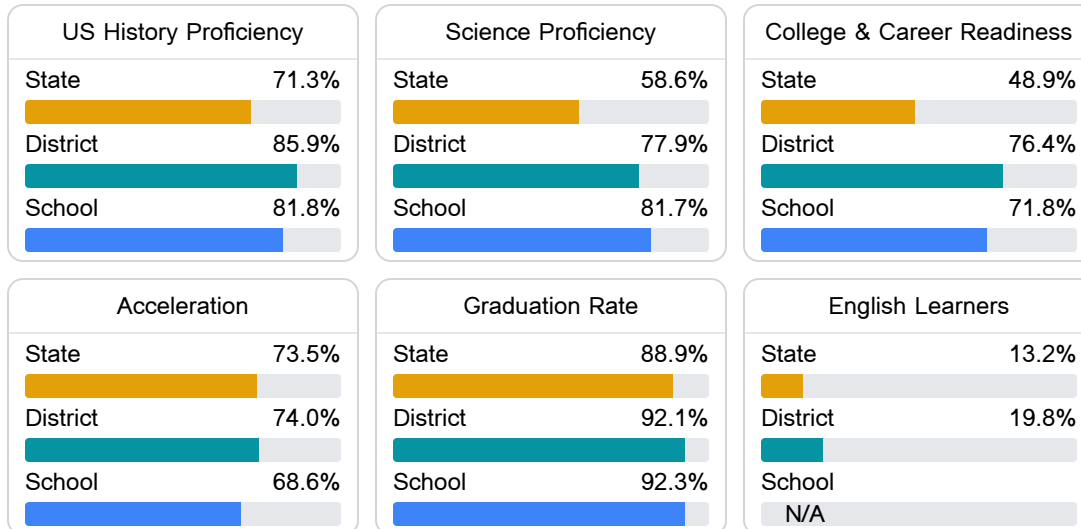 US History Proficiency
State 71.3%
District 85.9%
School 81.8%
Science Proficiency
State 58.6%
District 77.9%
School 81.7%
College & Career Readiness
State 48.9%
District 76.4%
School 71.8%
Acceleration
State 73.5%
District 74.0%
School 68.6%
Graduation Rate
State 88.9%
District 92.1%
School 92.3%
English Learners
State 13.2%
District 19.8%
School
N/A